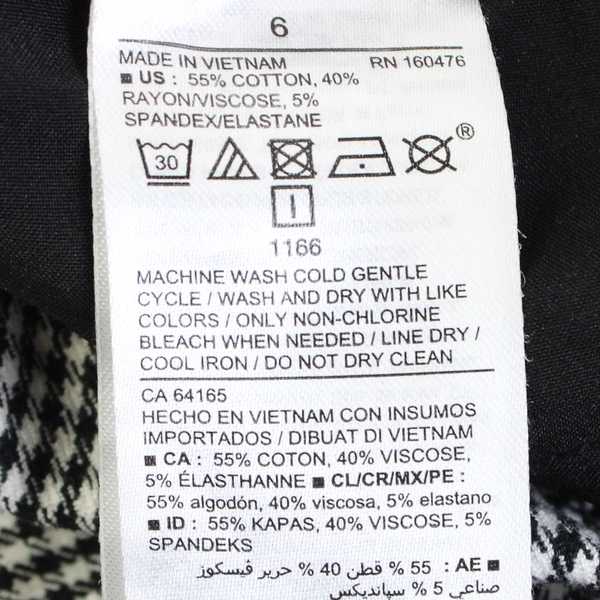 6
MADE IN VIETNAM RN 160476
■ US : 55% COTTON, 40%
RAYON/VISCOSE, 5%
SPANDEX/ELASTANE
30 ®
1166
MACHINE WASH COLD GENTLE
CYCLE / WASH AND DRY WITH LIKE
COLORS / ONLY NON-CHLORINE
BLEACH WHEN NEEDED / LINE DRY /
COOL IRON / DO NOT DRY CLEAN
CA 64165
HECHO EN VIETNAM CON INSUMOS
IMPORTADOS / DIBUAT DI VIETNAM
■ CA : 55% COTON, 40% VISCOSE,
5% ÉLASTHANNE ■ CL/CR/MX/PE :
55% algodón, 40% viscosa, 5% elastano
■ ID : 55% KAPAS, 40% VISCOSE, 5%
SPANDEKS
■ AE : 55 % قطن 40 % حرير ڤيسكوز
صناعي 5 % سپانديكس